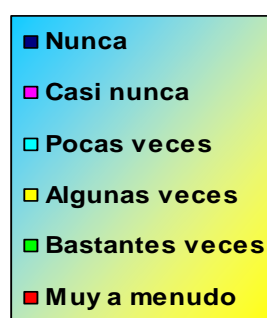 Nunca
Casi nunca
Pocas veces
Algunas veces
Bastantes veces
Muy a menudo